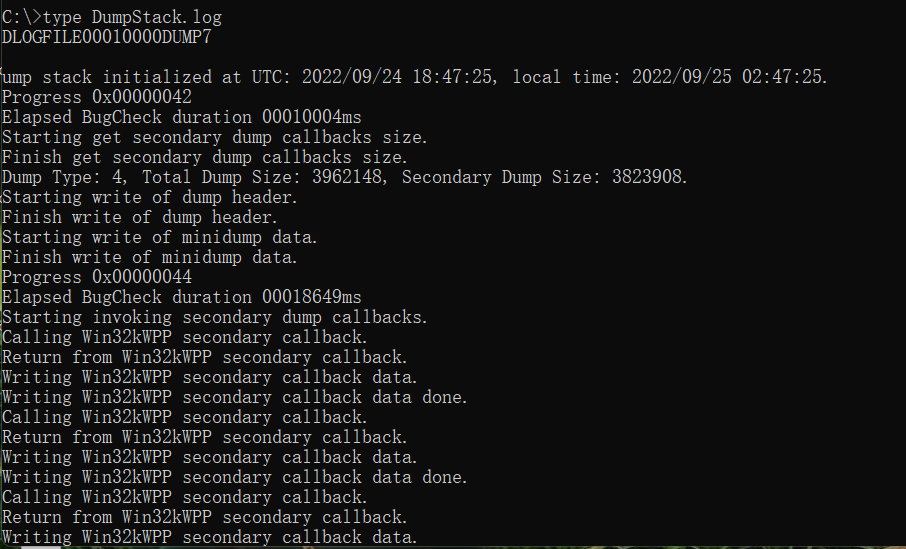 C:\>type DumpStack.log
DLOGFILE00010000DUMP7
ump stack initialized at UTC: 2022/09/24 18:47:25, local time: 2022/09/25 02:47:25.
Progress 0x00000042
Elapsed BugCheck duration 00010004ms
Starting get secondary dump callbacks size.
Finish get secondary dump callbacks size.
Dump Type: 4, Total Dump Size: 3962148, Secondary Dump Size: 3823908.
Starting write of dump header.
Finish write of dump header.
Starting write of minidump data.
Finish write of minidump data.
Progress 0x00000044
Elapsed BugCheck duration 00018649ms
Starting invoking secondary dump callbacks.
Calling Win32kWPP secondary callback.
Return from Win32kWPP secondary callback.
Writing Win32kWPP secondary callback data.
Writing Win32kWPP secondary callback data done.
Calling Win32kWPP secondary callback.
Return from Win32kWPP secondary callback.
Writing Win32kWPP secondary callback data.
Writing Win32kWPP secondary callback data done.
Calling Win32kWPP secondary callback.
Return from Win32kWPP secondary callback.
Writing Win32kWPP secondary callback data.